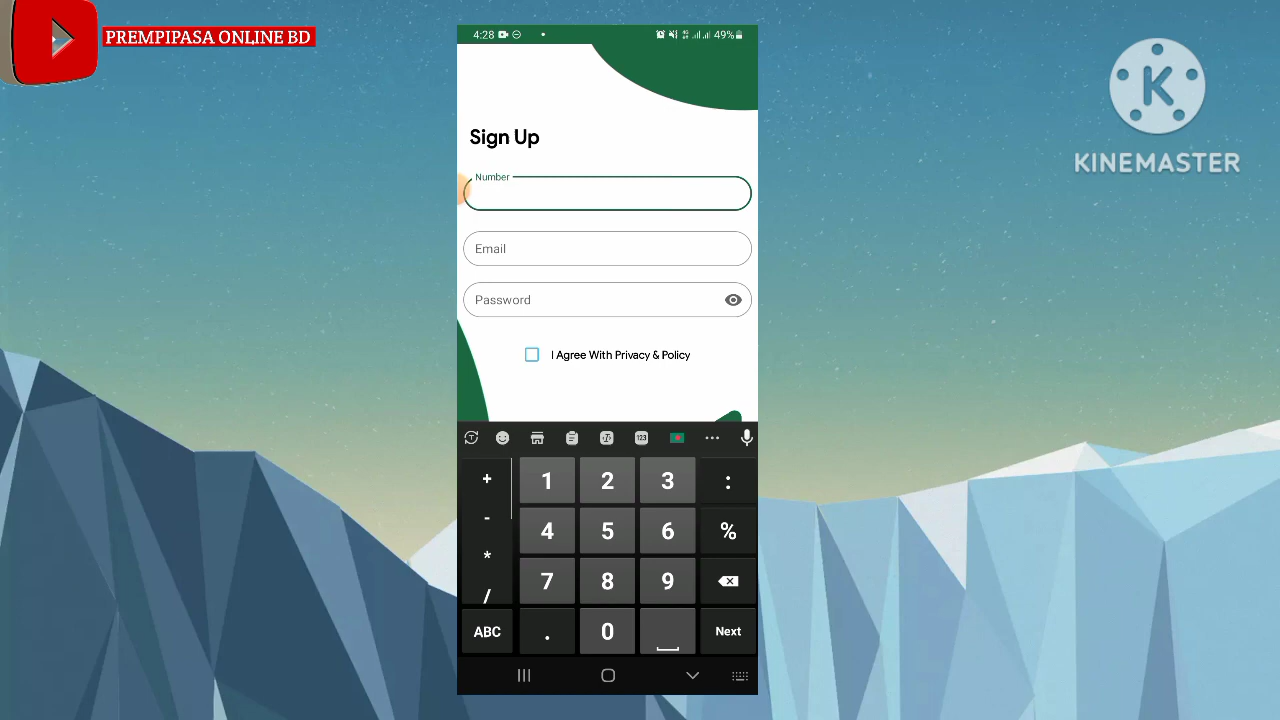 PREMPIPASA ONLINE BD
K
KINEMASTER
4:28 49%
Sign Up
Number
Email
Password
I Agree With Privacy & Policy
T T 123
+ 1 2 3 :
- 4 5 6 %
*
7 8 9
/
ABC . 0 Next